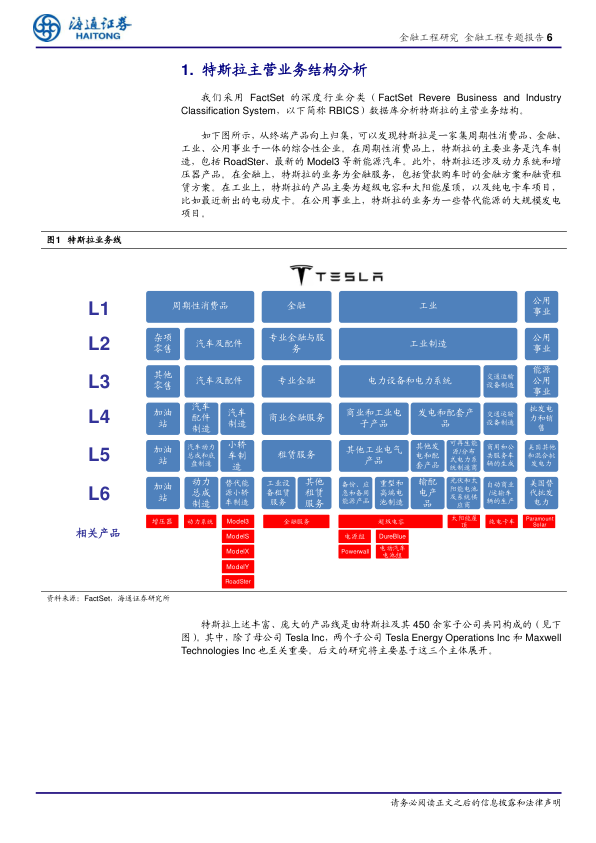 海通证券
HAITONG
金融工程研究 金融工程专题报告 6
1. 特斯拉主营业务结构分析
我们采用 FactSet 的深度行业分类（FactSet Revere Business and Industry
Classification System，以下简称 RBICS）数据库分析特斯拉的主营业务结构。
如下图所示，从终端产品向上归集，可以发现特斯拉是一家集周期性消费品、金融、
工业、公用事业于一体的综合性企业。在周期性消费品上，特斯拉的主要业务是汽车制
造，包括 RoadSter、最新的 Model3 等新能源汽车。此外，特斯拉还涉及动力系统和增
压器产品。在金融上，特斯拉的业务为金融服务，包括贷款购车时的金融方案和融资租
赁方案。在工业上，特斯拉的产品主要为超级电容和太阳能屋顶，以及纯电卡车项目，
比如最近新出的电动皮卡。在公用事业上，特斯拉的业务为一些替代能源的大规模发电
项目。
图1 特斯拉业务线
TESLA
L1
周期性消费品
金融
工业
公用
事业
L2
杂项
零售
汽车及配件
专业金融与服
务
工业制造
公用
事业
L3
其他
零售
汽车及配件
专业金融
电力设备和电力系统
交通运输
设备制造
能源
公用
事业
L4
加油
站
汽车
配件
制造
汽车
制造
商业金融服务
商业和工业电
子产品
发电和配套产
品
交通运输
设备制造
批发电
力和销
售
L5
加油
站
汽车动力
总成和底
盘制造
小轿
车制
造
租赁服务
其他工业电气
产品
其他发
电和配
套产品
可再生能
源/分布
式电力系
统制造商
商用和公
共服务车
辆的生成
美国其他
和混合批
发电力
L6
加油
站
动力
总成
制造
替代能
源小轿
车制造
工业设
备租赁
服务
其他
租赁
服务
备份、应
急和备用
能源产品
重型和
高端电
池制造
输配
电产
品
光伏和太
阳能电池
及系统供
应商
自动商业
/运输车
辆的生产
美国替
代批发
电力
相关产品
增压器
动力系统
Model3
金融服务
超级电容
太阳能屋
顶
纯电卡车
Paramount
Solar
ModelS
电源组
DureBlue
ModelX
Powerwall
电动汽车
电池组
ModelY
RoadSter
资料来源：FactSet，海通证券研究所
特斯拉上述丰富、庞大的产品线是由特斯拉及其 450 余家子公司共同构成的（见下
图）。其中，除了母公司 Tesla Inc，两个子公司 Tesla Energy Operations Inc 和 Maxwell
Technologies Inc 也至关重要。后文的研究将主要基于这三个主体展开。
请务必阅读正文之后的信息披露和法律声明